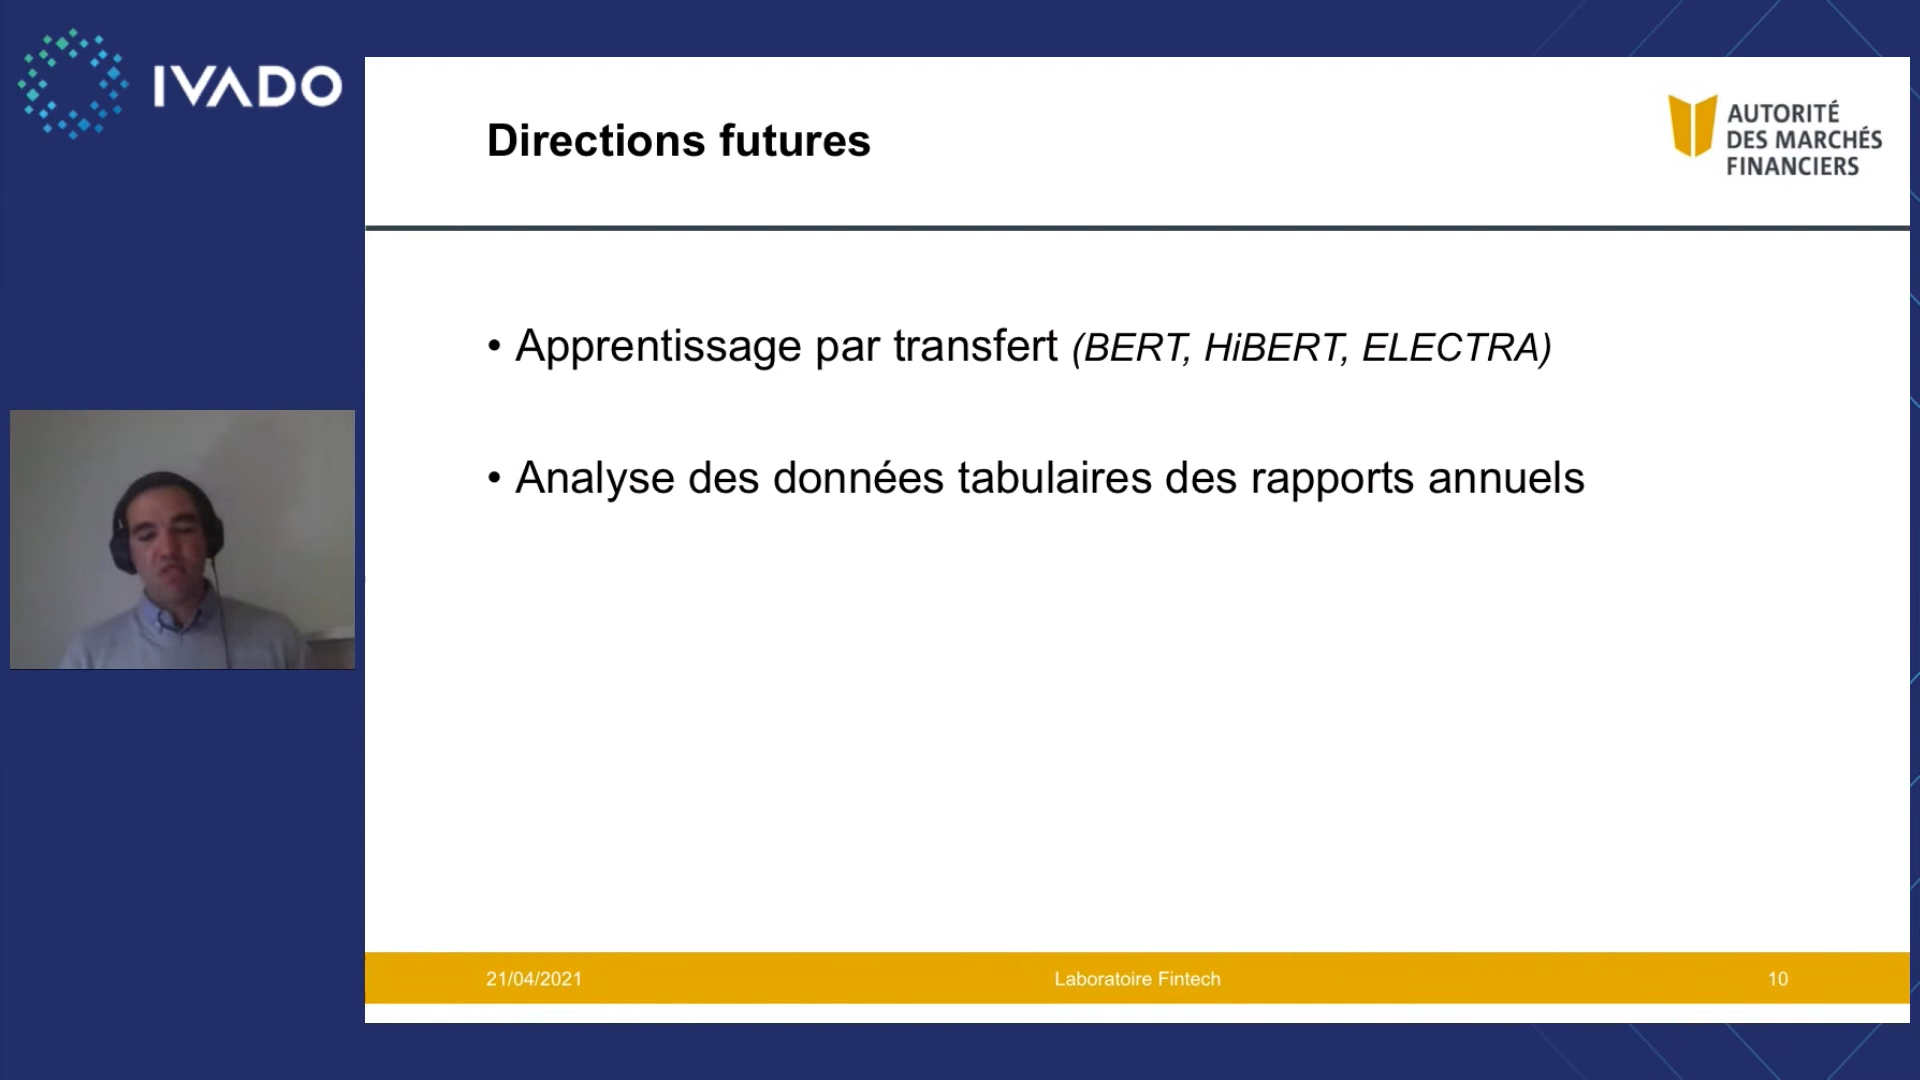 IVADO
Directions futures
AUTORITÉ
DES MARCHÉS
FINANCIERS
• Apprentissage par transfert (BERT, HiBERT, ELECTRA)
• Analyse des données tabulaires des rapports annuels
21/04/2021
Laboratoire Fintech
10